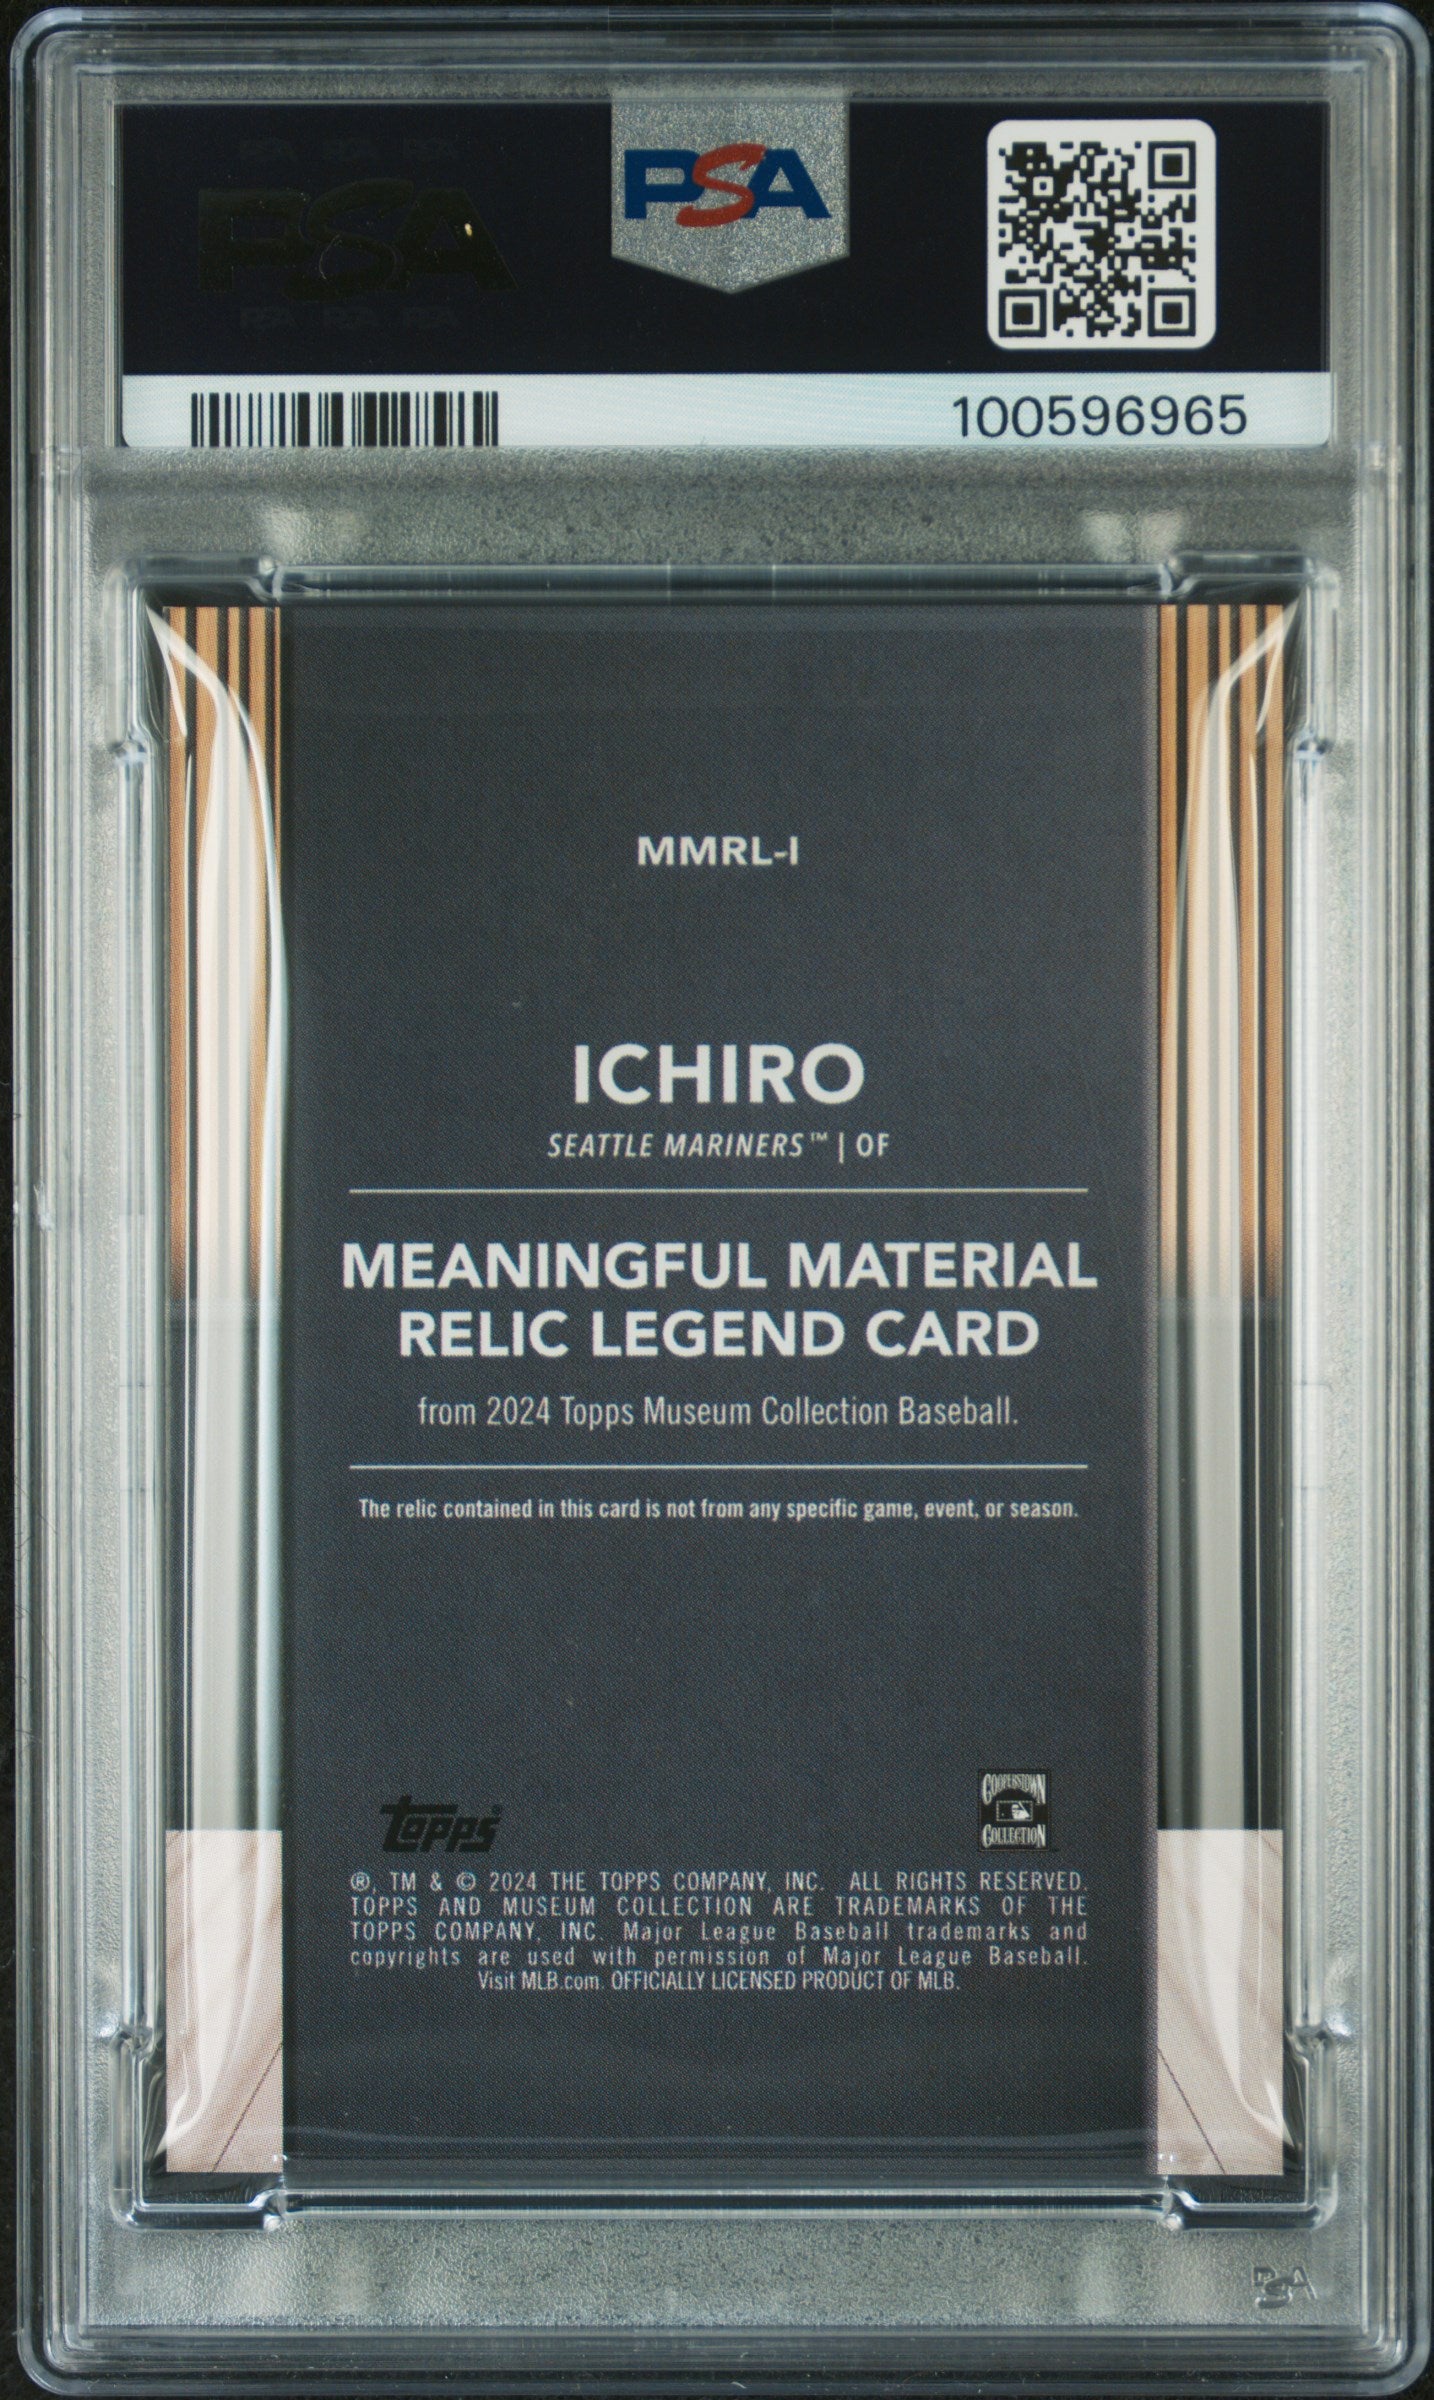 PSA
PSA
100596965
MMRL-I
ICHIRO
SEATTLE MARINERS™ | OF
MEANINGFUL MATERIAL
RELIC LEGEND CARD
from 2024 Topps Museum Collection Baseball.
The relic contained in this card is not from any specific game, event, or season.
topps
COOPERSTOWN
COLLECTION
®, TM & © 2024 THE TOPPS COMPANY, INC. ALL RIGHTS RESERVED.
TOPPS AND MUSEUM COLLECTION ARE TRADEMARKS OF THE
TOPPS COMPANY, INC. Major League Baseball trademarks and
copyrights are used with permission of Major League Baseball.
Visit MLB.com. OFFICIALLY LICENSED PRODUCT OF MLB.
PSA